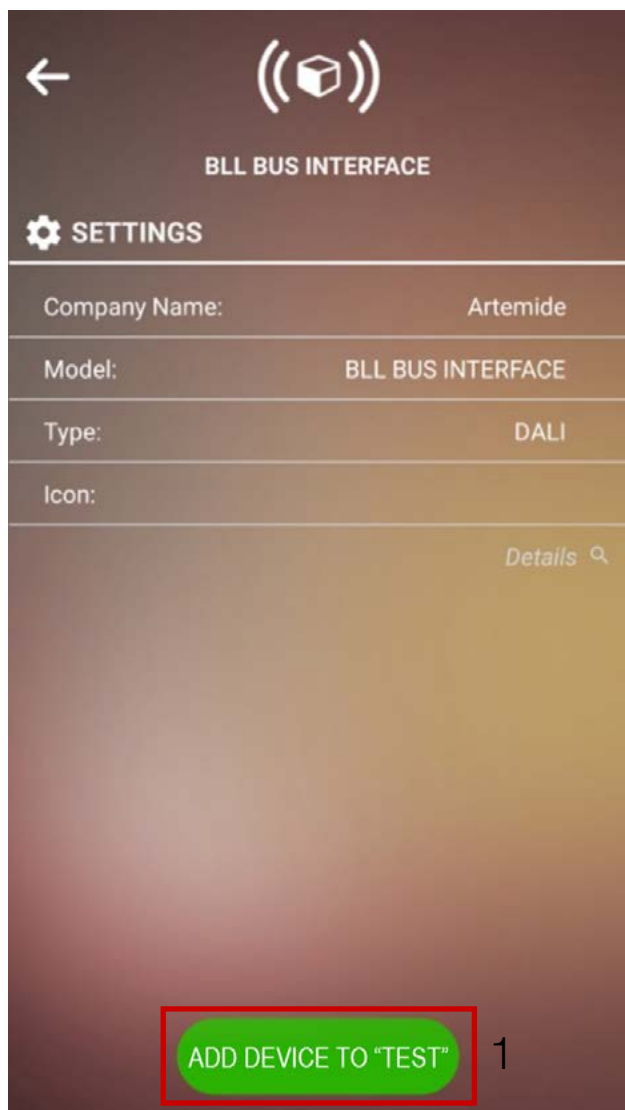 BLL BUS INTERFACE
SETTINGS
Company Name: Artemide
Model: BLL BUS INTERFACE
Type: DALI
Icon:
Details
ADD DEVICE TO “TEST” 1